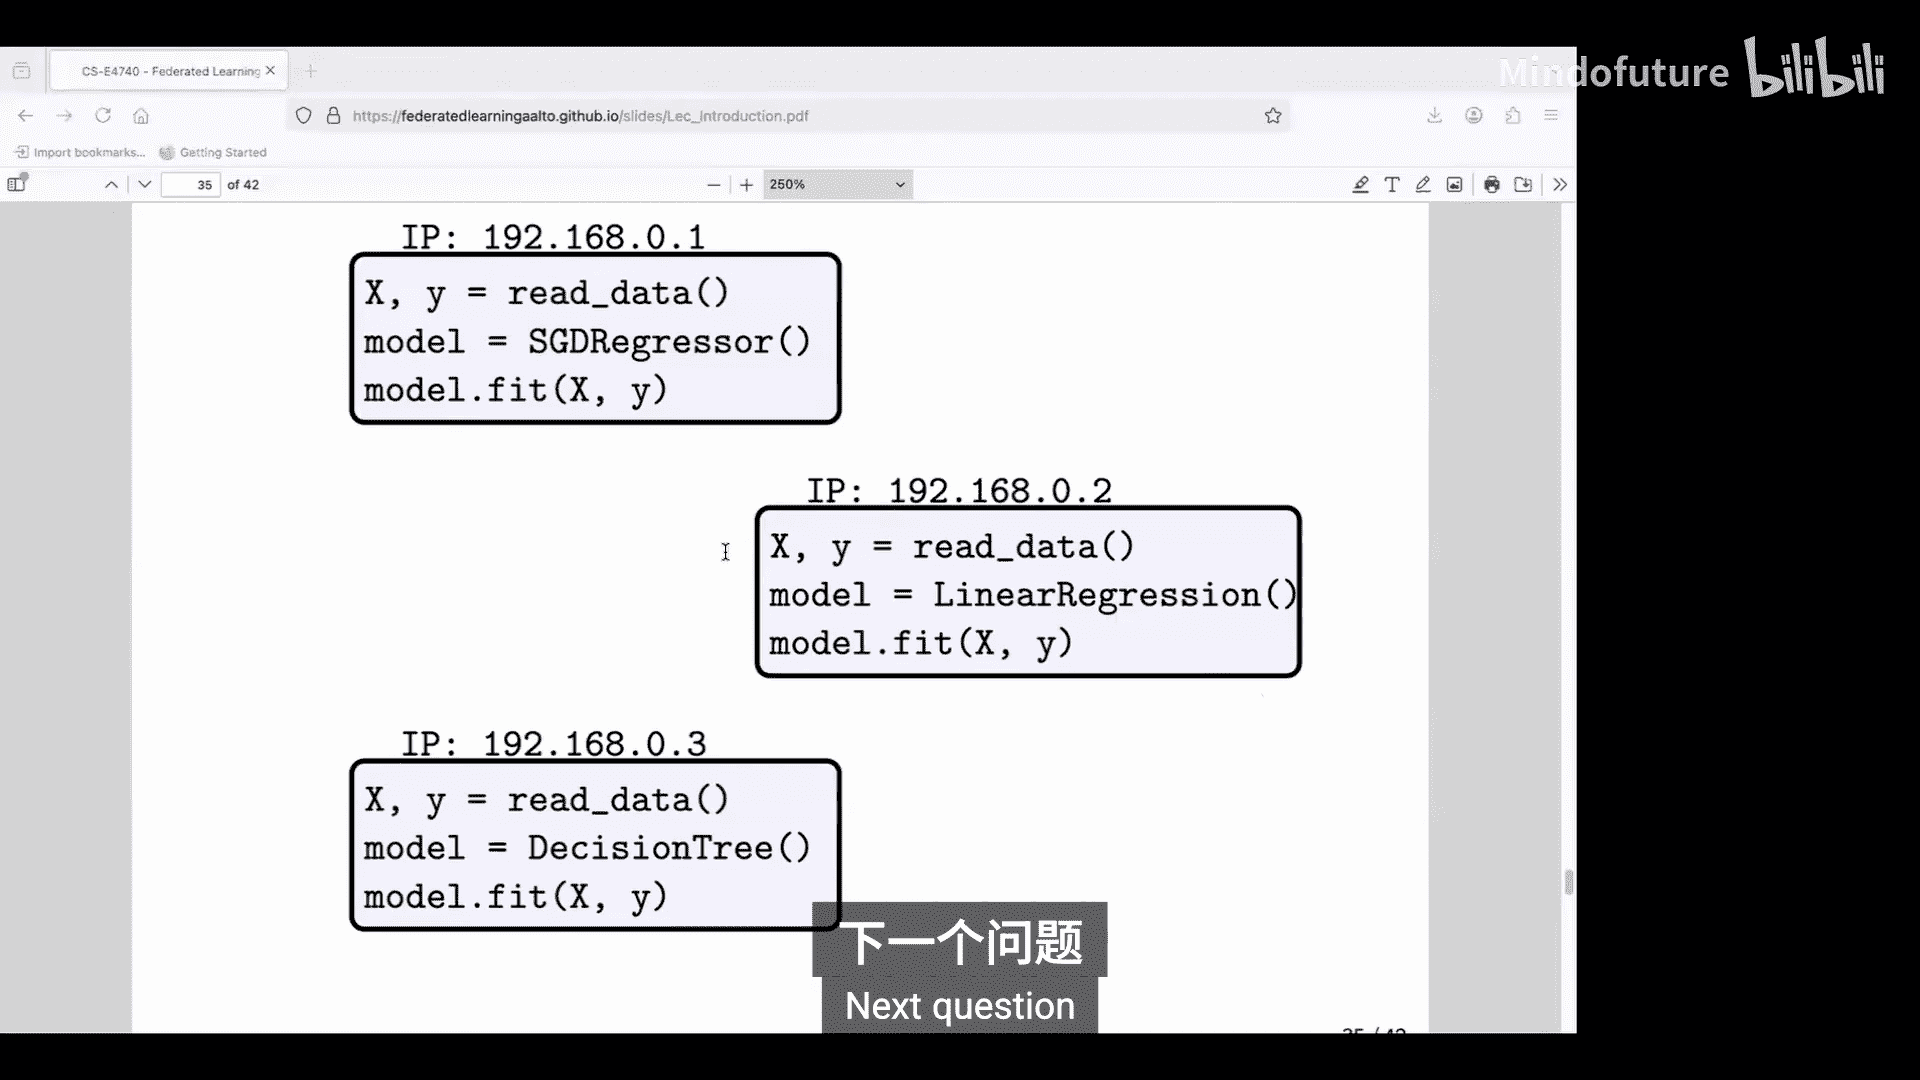 Mindofuture bilibili
CS-E4740 - Federated Learning
https://federatedlearningaalto.github.io/slides/Lec_Introduction.pdf
Import bookmarks... Getting Started
35 of 42 250%
IP: 192.168.0.1
X, y = read_data()
model = SGDRegressor()
model.fit(X, y)
IP: 192.168.0.2
X, y = read_data()
model = LinearRegression()
model.fit(X, y)
IP: 192.168.0.3
X, y = read_data()
model = DecisionTree()
model.fit(X, y)
下一个问题
Next question
35 / 42